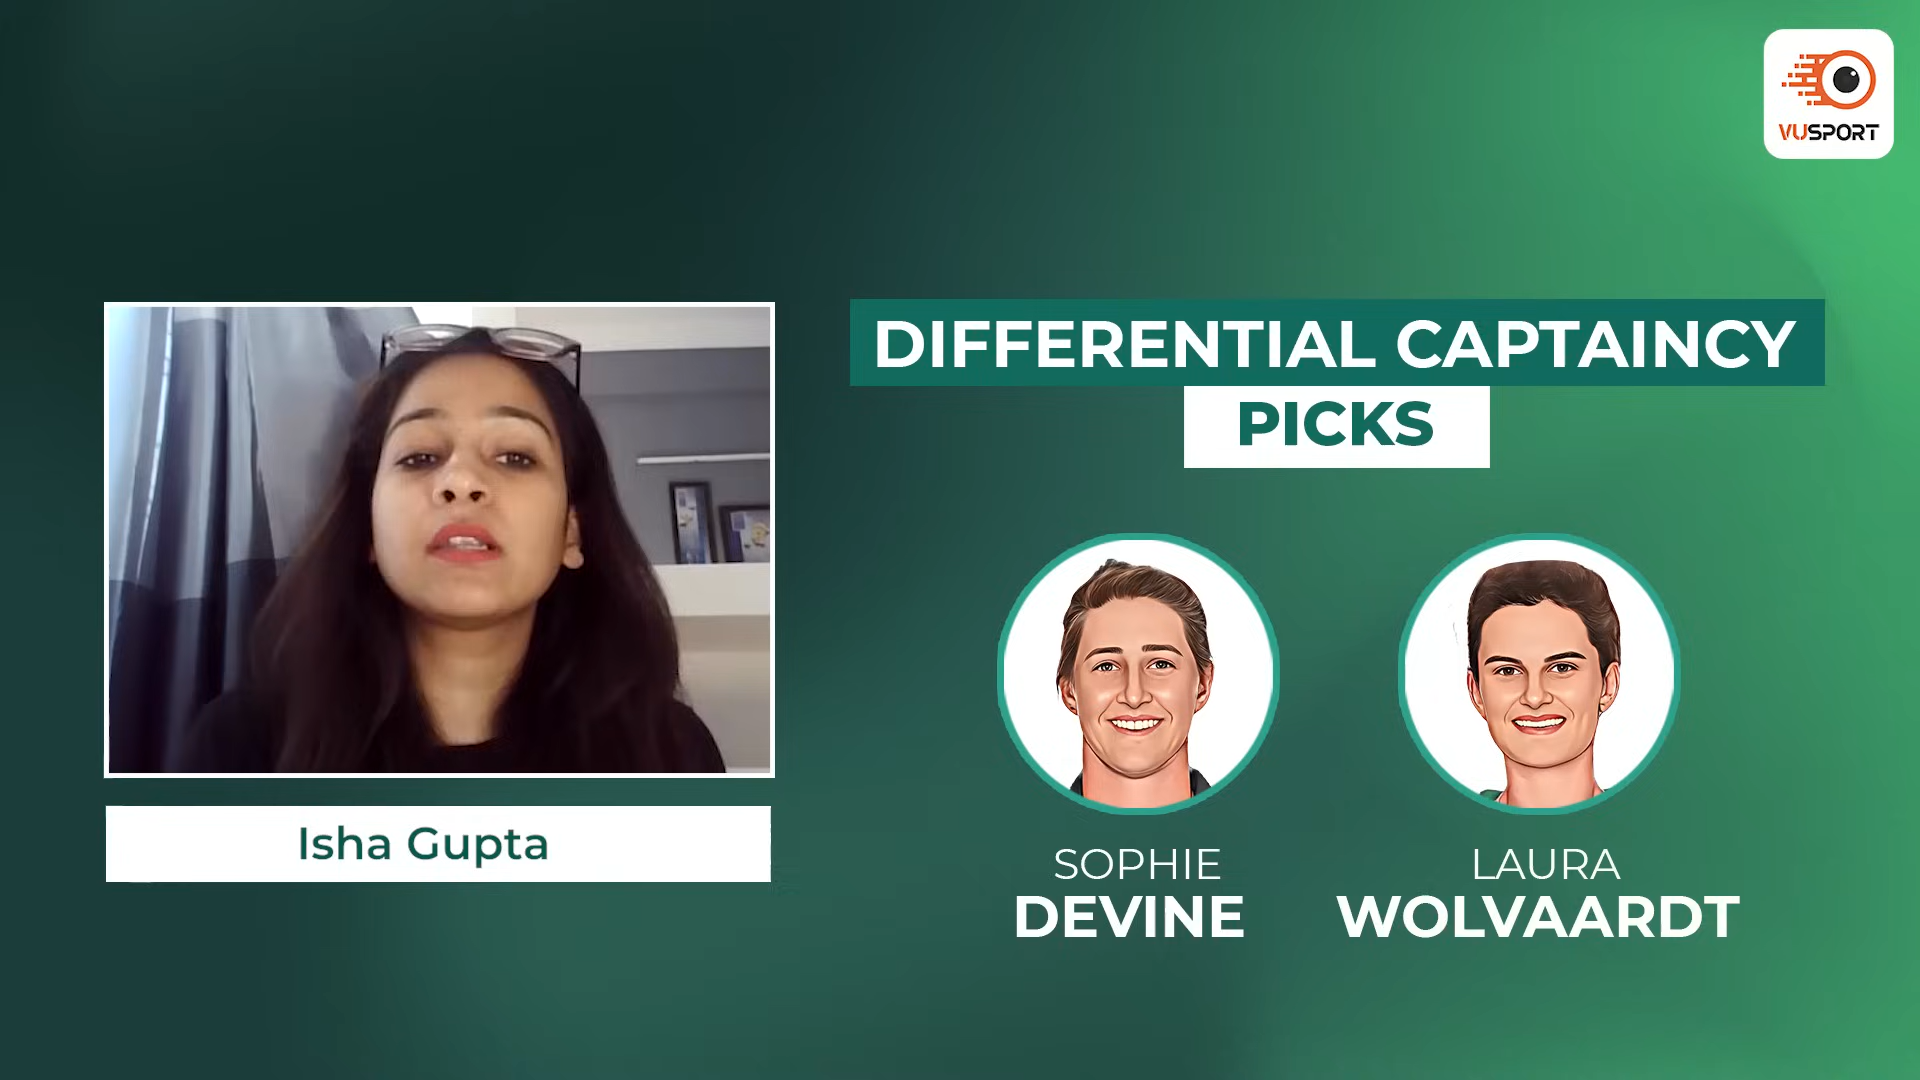 VUSPORT
DIFFERENTIAL CAPTAINCY
PICKS
Isha Gupta
SOPHIE
DEVINE
LAURA
WOLVAARDT